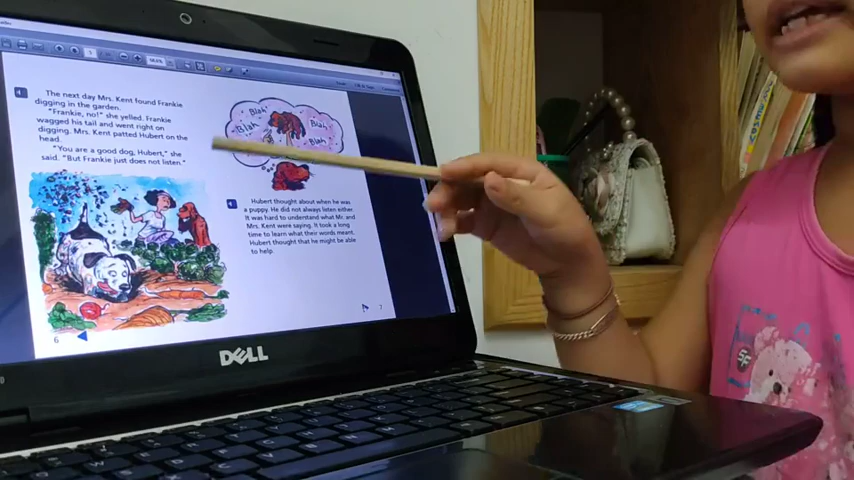 The next day Mrs. Kent found Frankie
digging in the garden.
"Frankie, no!" she yelled. Frankie
wagged his tail and went right on
digging. Mrs. Kent patted Hubert on the
head.
"You are a good dog, Hubert," she
said. "But Frankie just does not listen."
6
Blah
Blah
Blah
Blah
Hubert thought about when he was
a puppy. He did not always listen either.
It was hard to understand what Mr. and
Mrs. Kent were saying. It took a long
time to learn what their words meant.
Hubert thought that he might be able
to help.
7
DELL